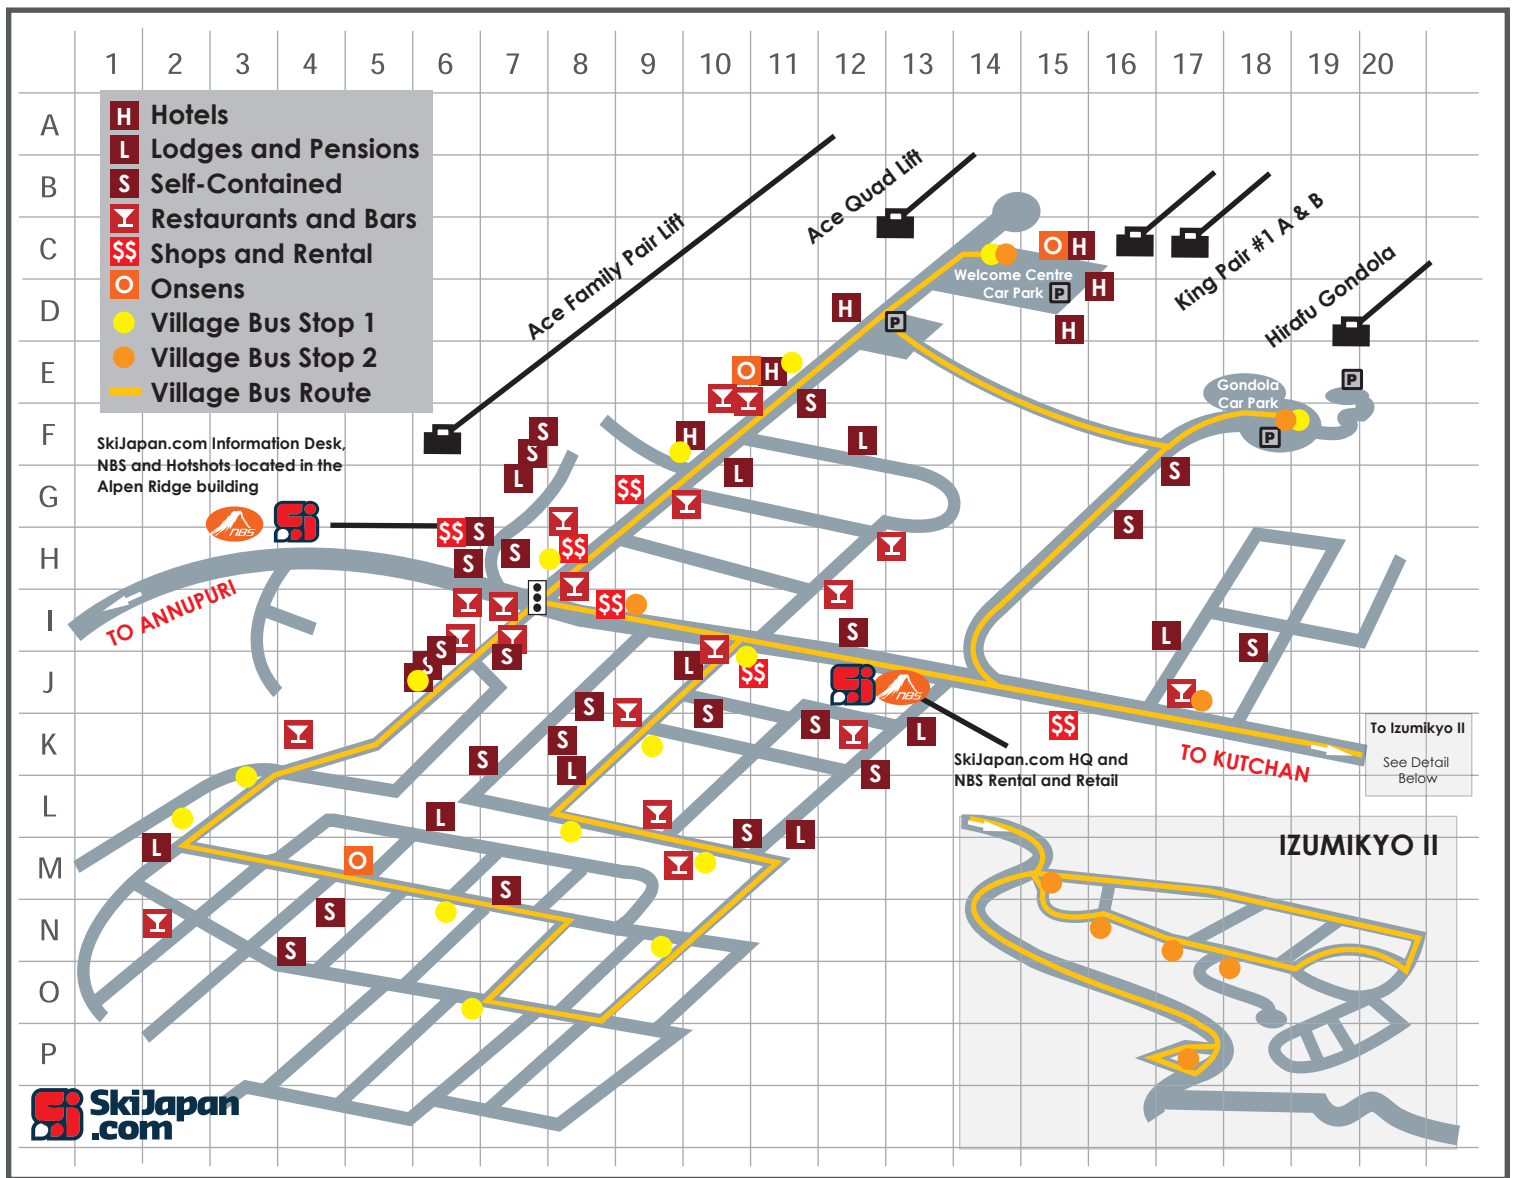 1 2 3 4 5 6 7 8 9 10 11 12 13 14 15 16 17 18 19 20
A
B
C
D
E
F
G
H
I
J
K
L
M
N
O
P
H Hotels
L Lodges and Pensions
S Self-Contained
Restaurants and Bars
$$ Shops and Rental
O Onsens
Village Bus Stop 1
Village Bus Stop 2
Village Bus Route
Ace Family Pair Lift
Ace Quad Lift
King Pair #1 A & B
Hirafu Gondola
O H
Welcome Centre
Car Park P
H
H
H
P
O H
S
P
Gondola
Car Park
P
SkiJapan.com Information Desk,
NBS and Hotshots located in the
Alpen Ridge building
NBS
S
S
L
H
L
L
S
$$
$$ S
S
S
$$
S
TO ANNUPURI
$$
S
L
S
S
S
S
L
$$
NBS
S
S
S
S
L
$$
S
L
S
SkiJapan.com HQ and
NBS Rental and Retail
TO KUTCHAN
To Izumikyo II
See Detail
Below
L
S
L
L
O
S
S
S
IZUMIKYO II
SkiJapan
.com